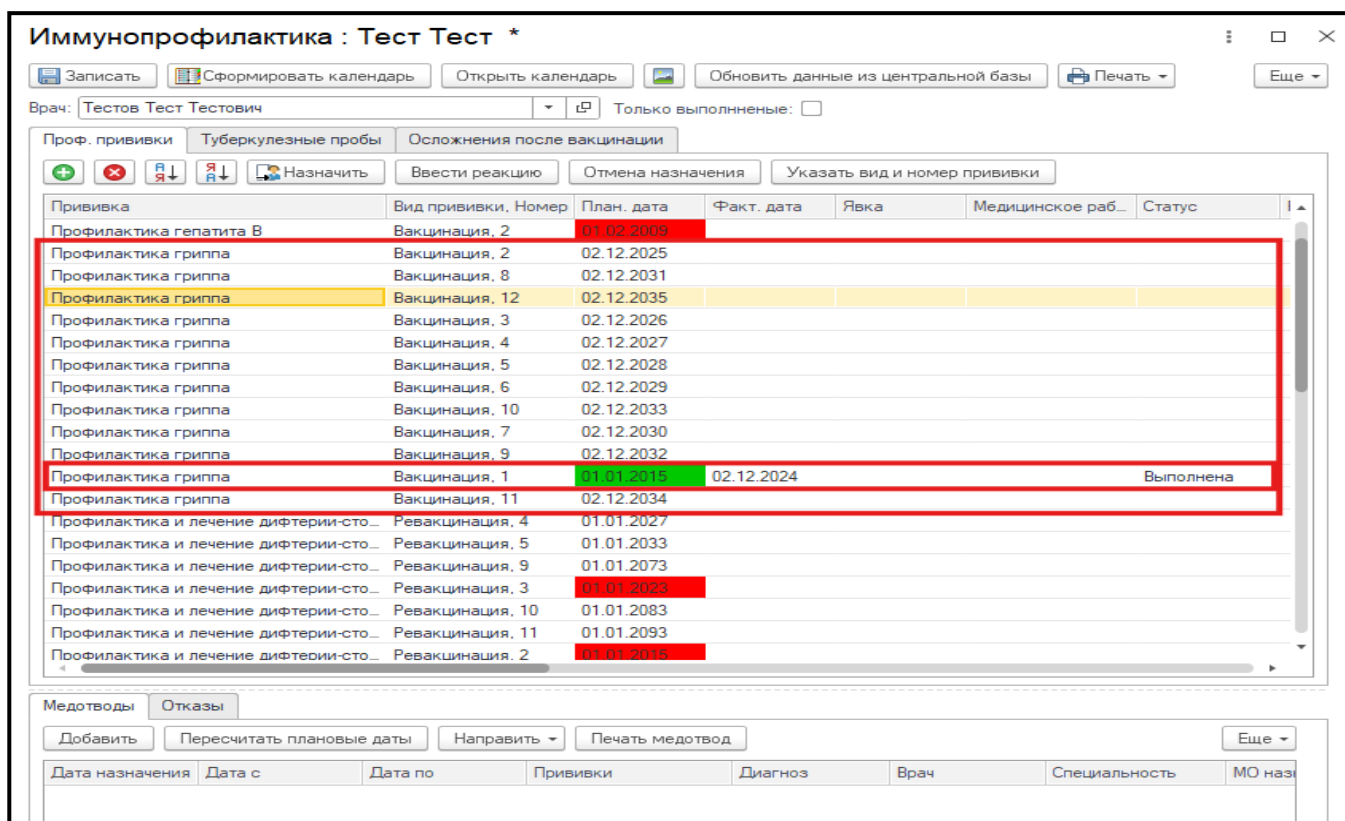 Иммунопрофилактика : Тест Тест *
Записать Сформировать календарь Открыть календарь Обновить данные из центральной базы Печать Еще
Врач: Тестов Тест Тестович Только выполнненые:
Проф. прививки Туберкулезные пробы Осложнения после вакцинации
Назначить Ввести реакцию Отмена назначения Указать вид и номер прививки
Прививка Вид прививки, Номер План. дата Факт. дата Явка Медицинское раб... Статус
Профилактика гепатита В Вакцинация, 2 01.02.2009
Профилактика гриппа Вакцинация, 2 02.12.2025
Профилактика гриппа Вакцинация, 8 02.12.2031
Профилактика гриппа Вакцинация, 12 02.12.2035
Профилактика гриппа Вакцинация, 3 02.12.2026
Профилактика гриппа Вакцинация, 4 02.12.2027
Профилактика гриппа Вакцинация, 5 02.12.2028
Профилактика гриппа Вакцинация, 6 02.12.2029
Профилактика гриппа Вакцинация, 10 02.12.2033
Профилактика гриппа Вакцинация, 7 02.12.2030
Профилактика гриппа Вакцинация, 9 02.12.2032
Профилактика гриппа Вакцинация, 1 01.01.2015 02.12.2024 Выполнена
Профилактика гриппа Вакцинация, 11 02.12.2034
Профилактика и лечение дифтерии-сто... Ревакцинация, 4 01.01.2027
Профилактика и лечение дифтерии-сто... Ревакцинация, 5 01.01.2033
Профилактика и лечение дифтерии-сто... Ревакцинация, 9 01.01.2073
Профилактика и лечение дифтерии-сто... Ревакцинация, 3 01.01.2023
Профилактика и лечение дифтерии-сто... Ревакцинация, 10 01.01.2083
Профилактика и лечение дифтерии-сто... Ревакцинация, 11 01.01.2093
Профилактика и лечение дифтерии-сто... Ревакцинация, 2 01.01.2015
Медотводы Отказы
Добавить Пересчитать плановые даты Направить Печать медотвод Еще
Дата назначения Дата с Дата по Прививки Диагноз Врач Специальность МО назн